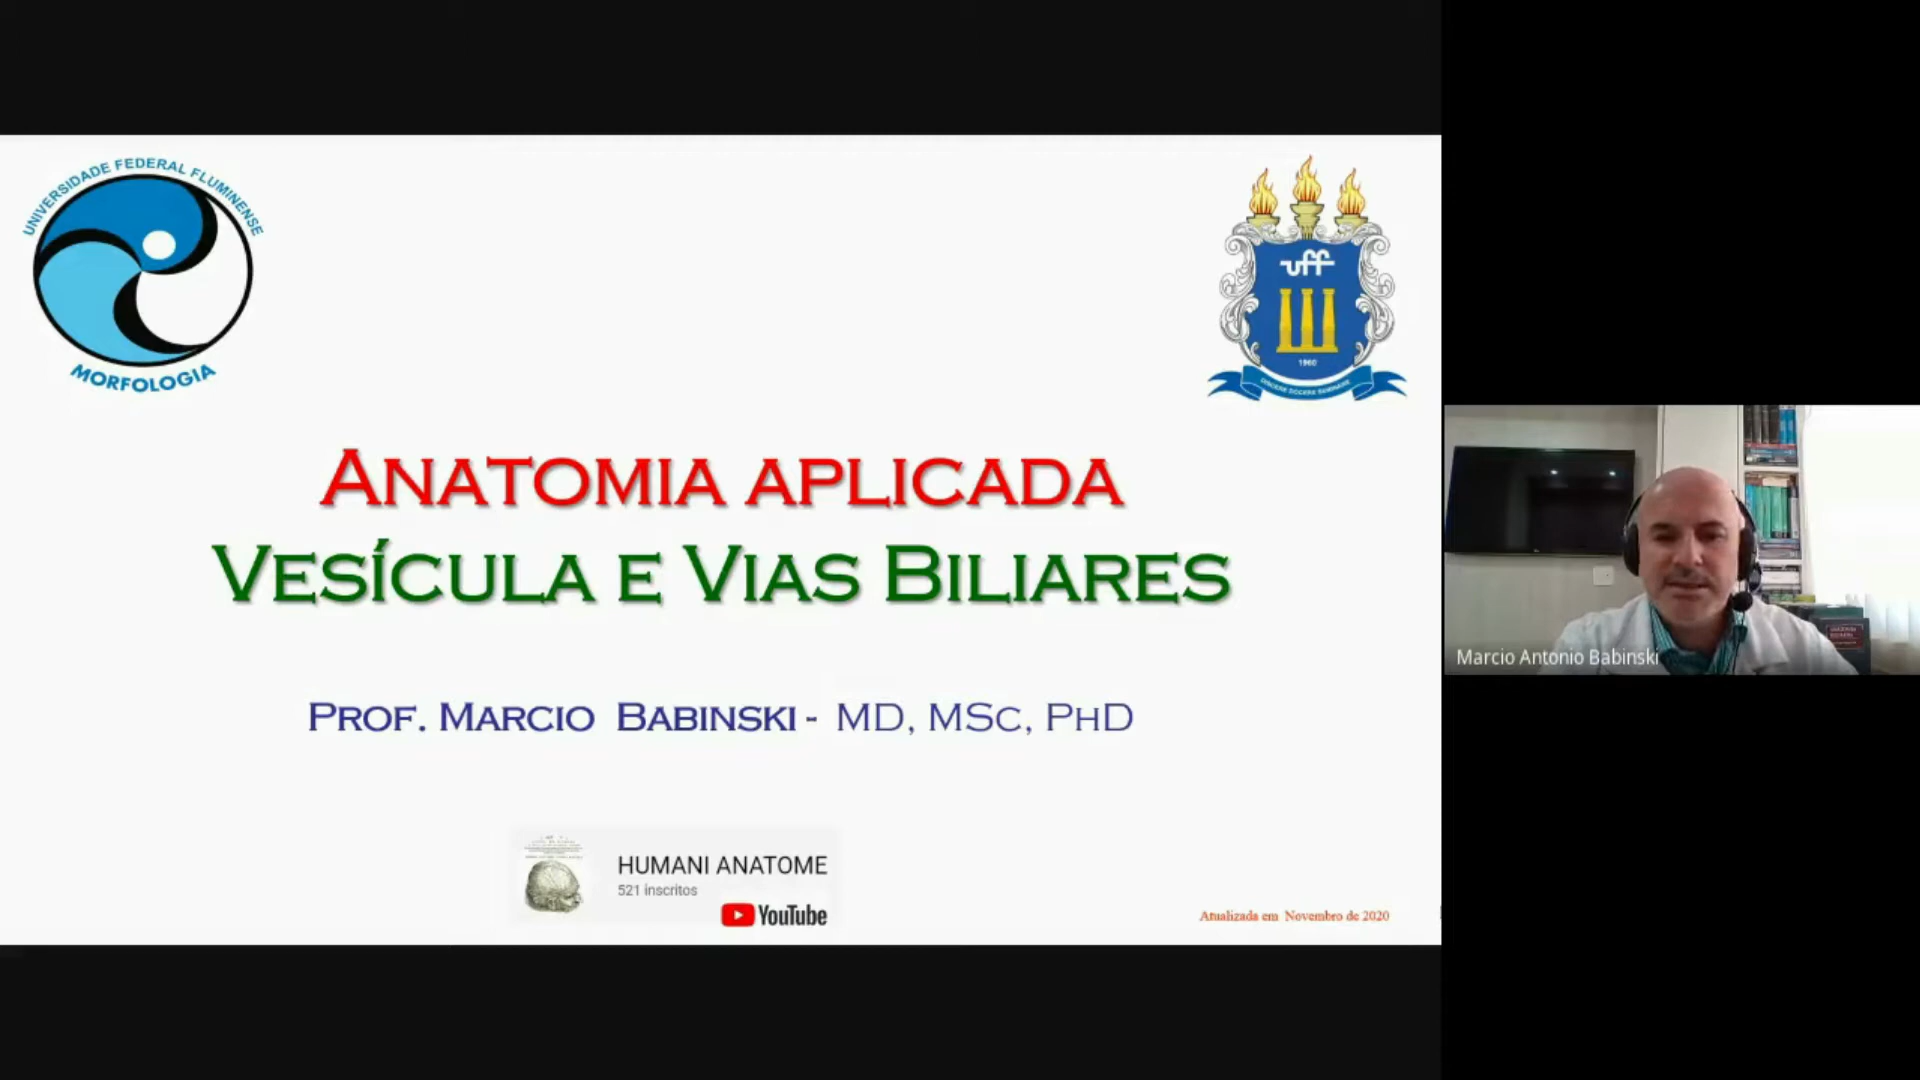 UNIVERSIDADE FEDERAL FLUMINENSE
MORFOLOGIA
uff
1960
ANATOMIA APLICADA
VESÍCULA E VIAS BILIARES
PROF. MARCIO BABINSKI - MD, MSC, PHD
HUMANI ANATOME
521 inscritos
YouTube
Atualizada em Novembro de 2020
Marcio Antonio Babinski